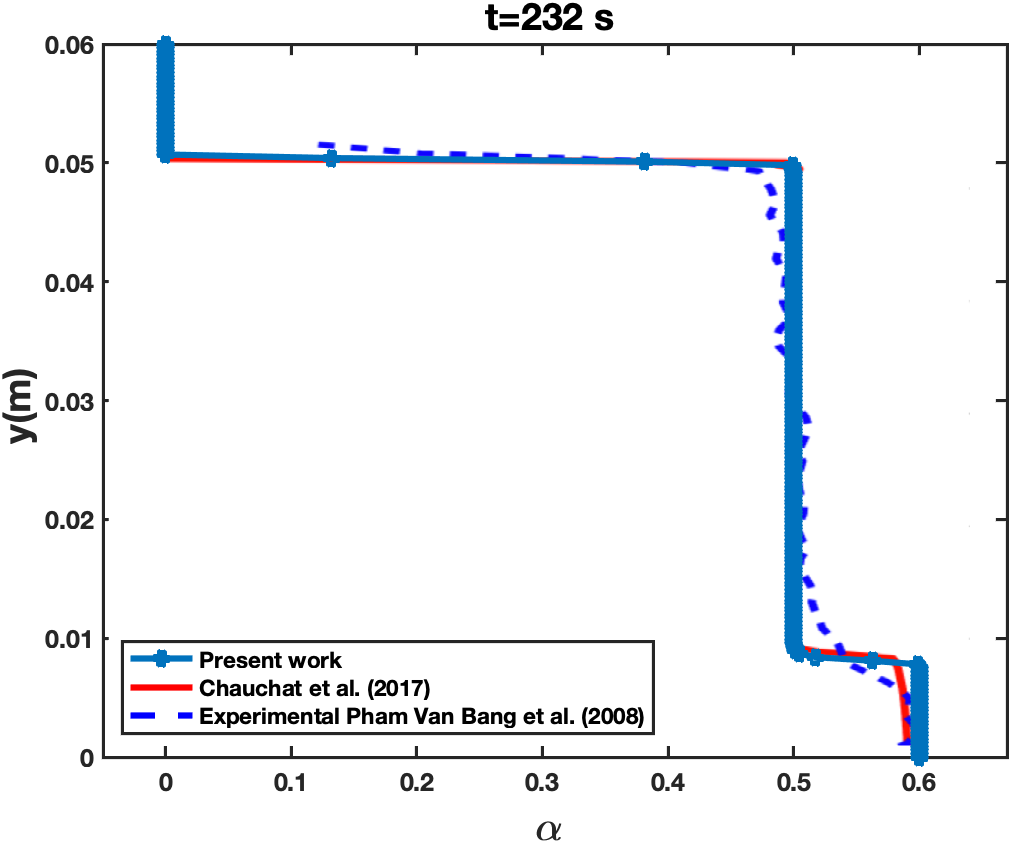 t=232 s
0.06
0.05
0.04
0.03
0.02
0.01
0
y(m)
Present work
Chauchat et al. (2017)
Experimental Pham Van Bang et al. (2008)
0 0.1 0.2 0.3 0.4 0.5 0.6
α